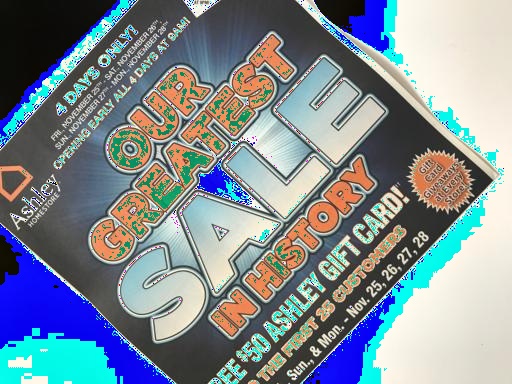 4 DAYS ONLY!
FRI. NOVEMBER 25TH, SAT. NOVEMBER 26TH
SUN. NOVEMBER 27TH - MON. NOVEMBER 28TH
OPENING EARLY ALL 4 DAYS AT 8AM!
Ashley
HOMESTORE
OUR
GREATEST
SALE
IN HISTORY
EE $50 ASHLEY GIFT CARD!
O THE FIRST 25 CUSTOMERS
Sun., & Mon. - Nov. 25, 26, 27, 28
Gift